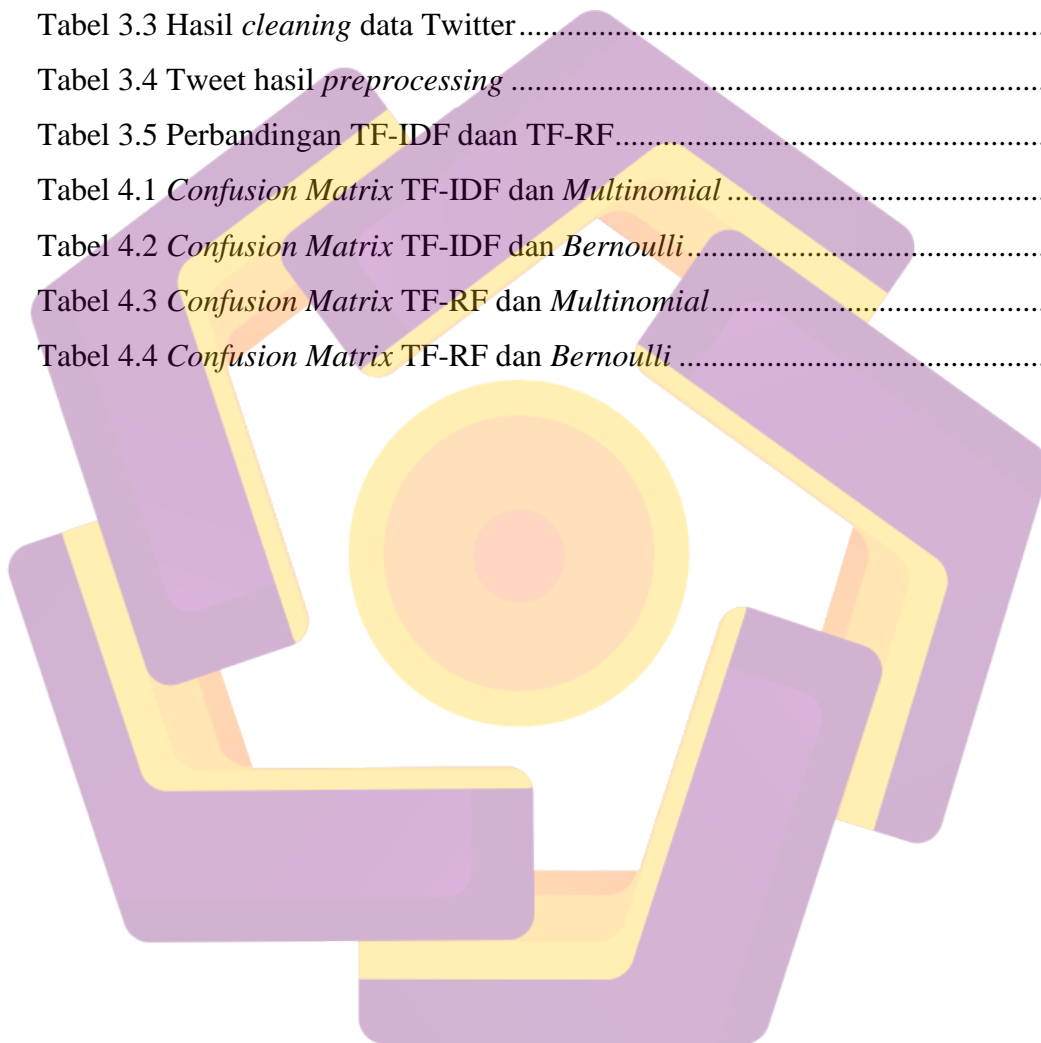 Tabel 3.3 Hasil cleaning data Twitter................................................................
Tabel 3.4 Tweet hasil preprocessing ................................................................
Tabel 3.5 Perbandingan TF-IDF daan TF-RF....................................................
Tabel 4.1 Confusion Matrix TF-IDF dan Multinomial ......................................
Tabel 4.2 Confusion Matrix TF-IDF dan Bernoulli...........................................
Tabel 4.3 Confusion Matrix TF-RF dan Multinomial........................................
Tabel 4.4 Confusion Matrix TF-RF dan Bernoulli ............................................